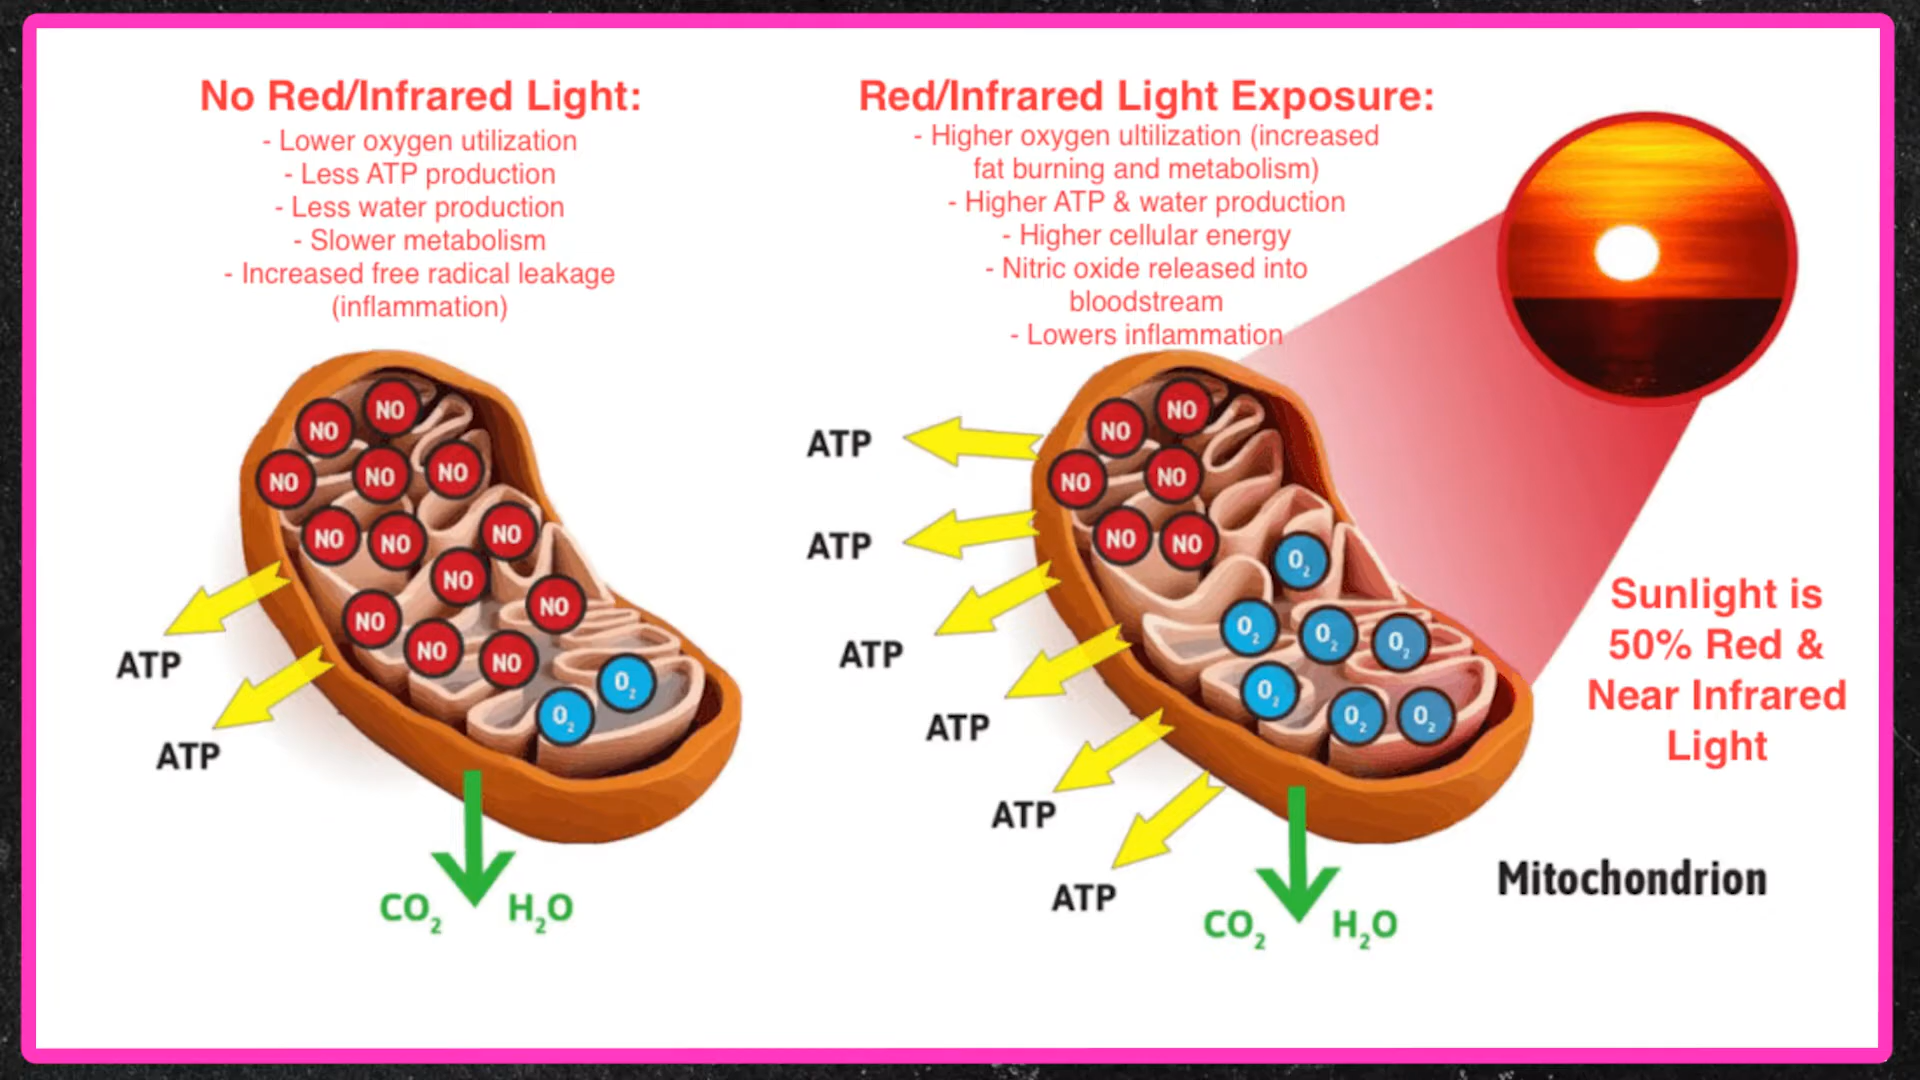 No Red/Infrared Light:
- Lower oxygen utilization
- Less ATP production
- Less water production
- Slower metabolism
- Increased free radical leakage
(inflammation)
Red/Infrared Light Exposure:
- Higher oxygen ultilization (increased
fat burning and metabolism)
- Higher ATP & water production
- Higher cellular energy
- Nitric oxide released into
bloodstream
- Lowers inflammation
NO
NO
NO
NO
NO
NO
NO
NO
NO
NO
NO
NO
NO
O₂
O₂
ATP
ATP
CO₂
H₂O
NO
NO
NO
NO
NO
NO
O₂
O₂
O₂
O₂
O₂
O₂
O₂
ATP
ATP
ATP
ATP
ATP
ATP
CO₂
H₂O
Sunlight is
50% Red &
Near Infrared
Light
Mitochondrion